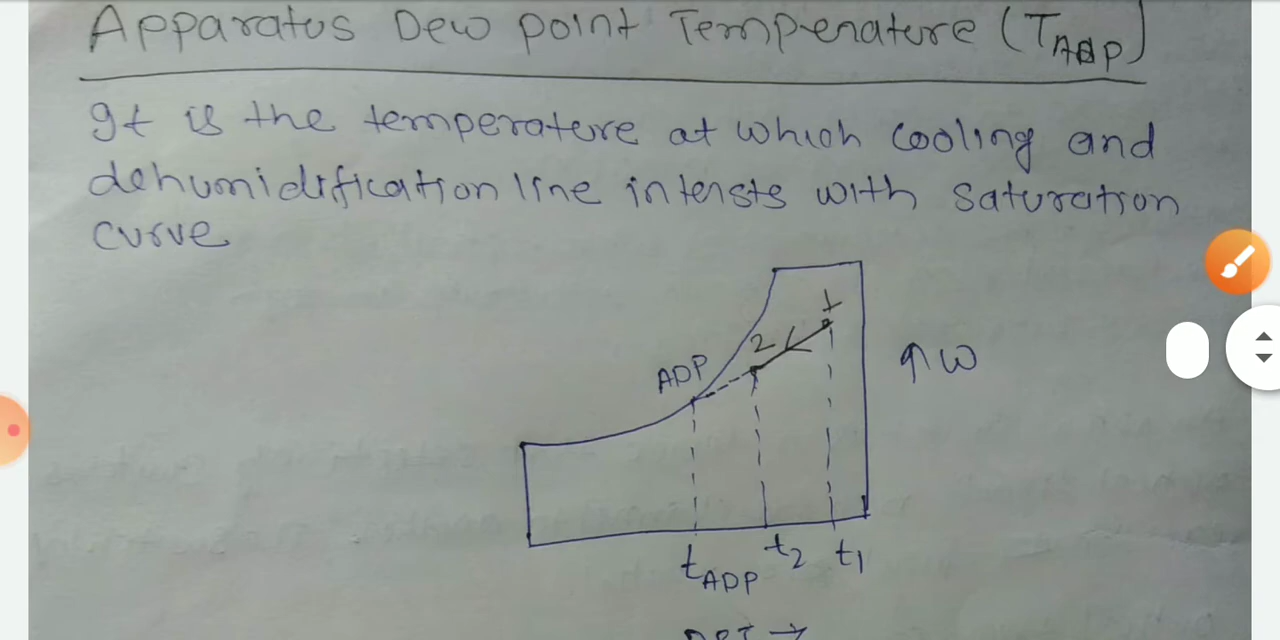 Apparatus Dew point Temperature (TADP)
It is the temperature at which cooling and
dehumidification line intersts with saturation
curve
1
2
ADP
↑ W
tADP t2 t1
DBT →